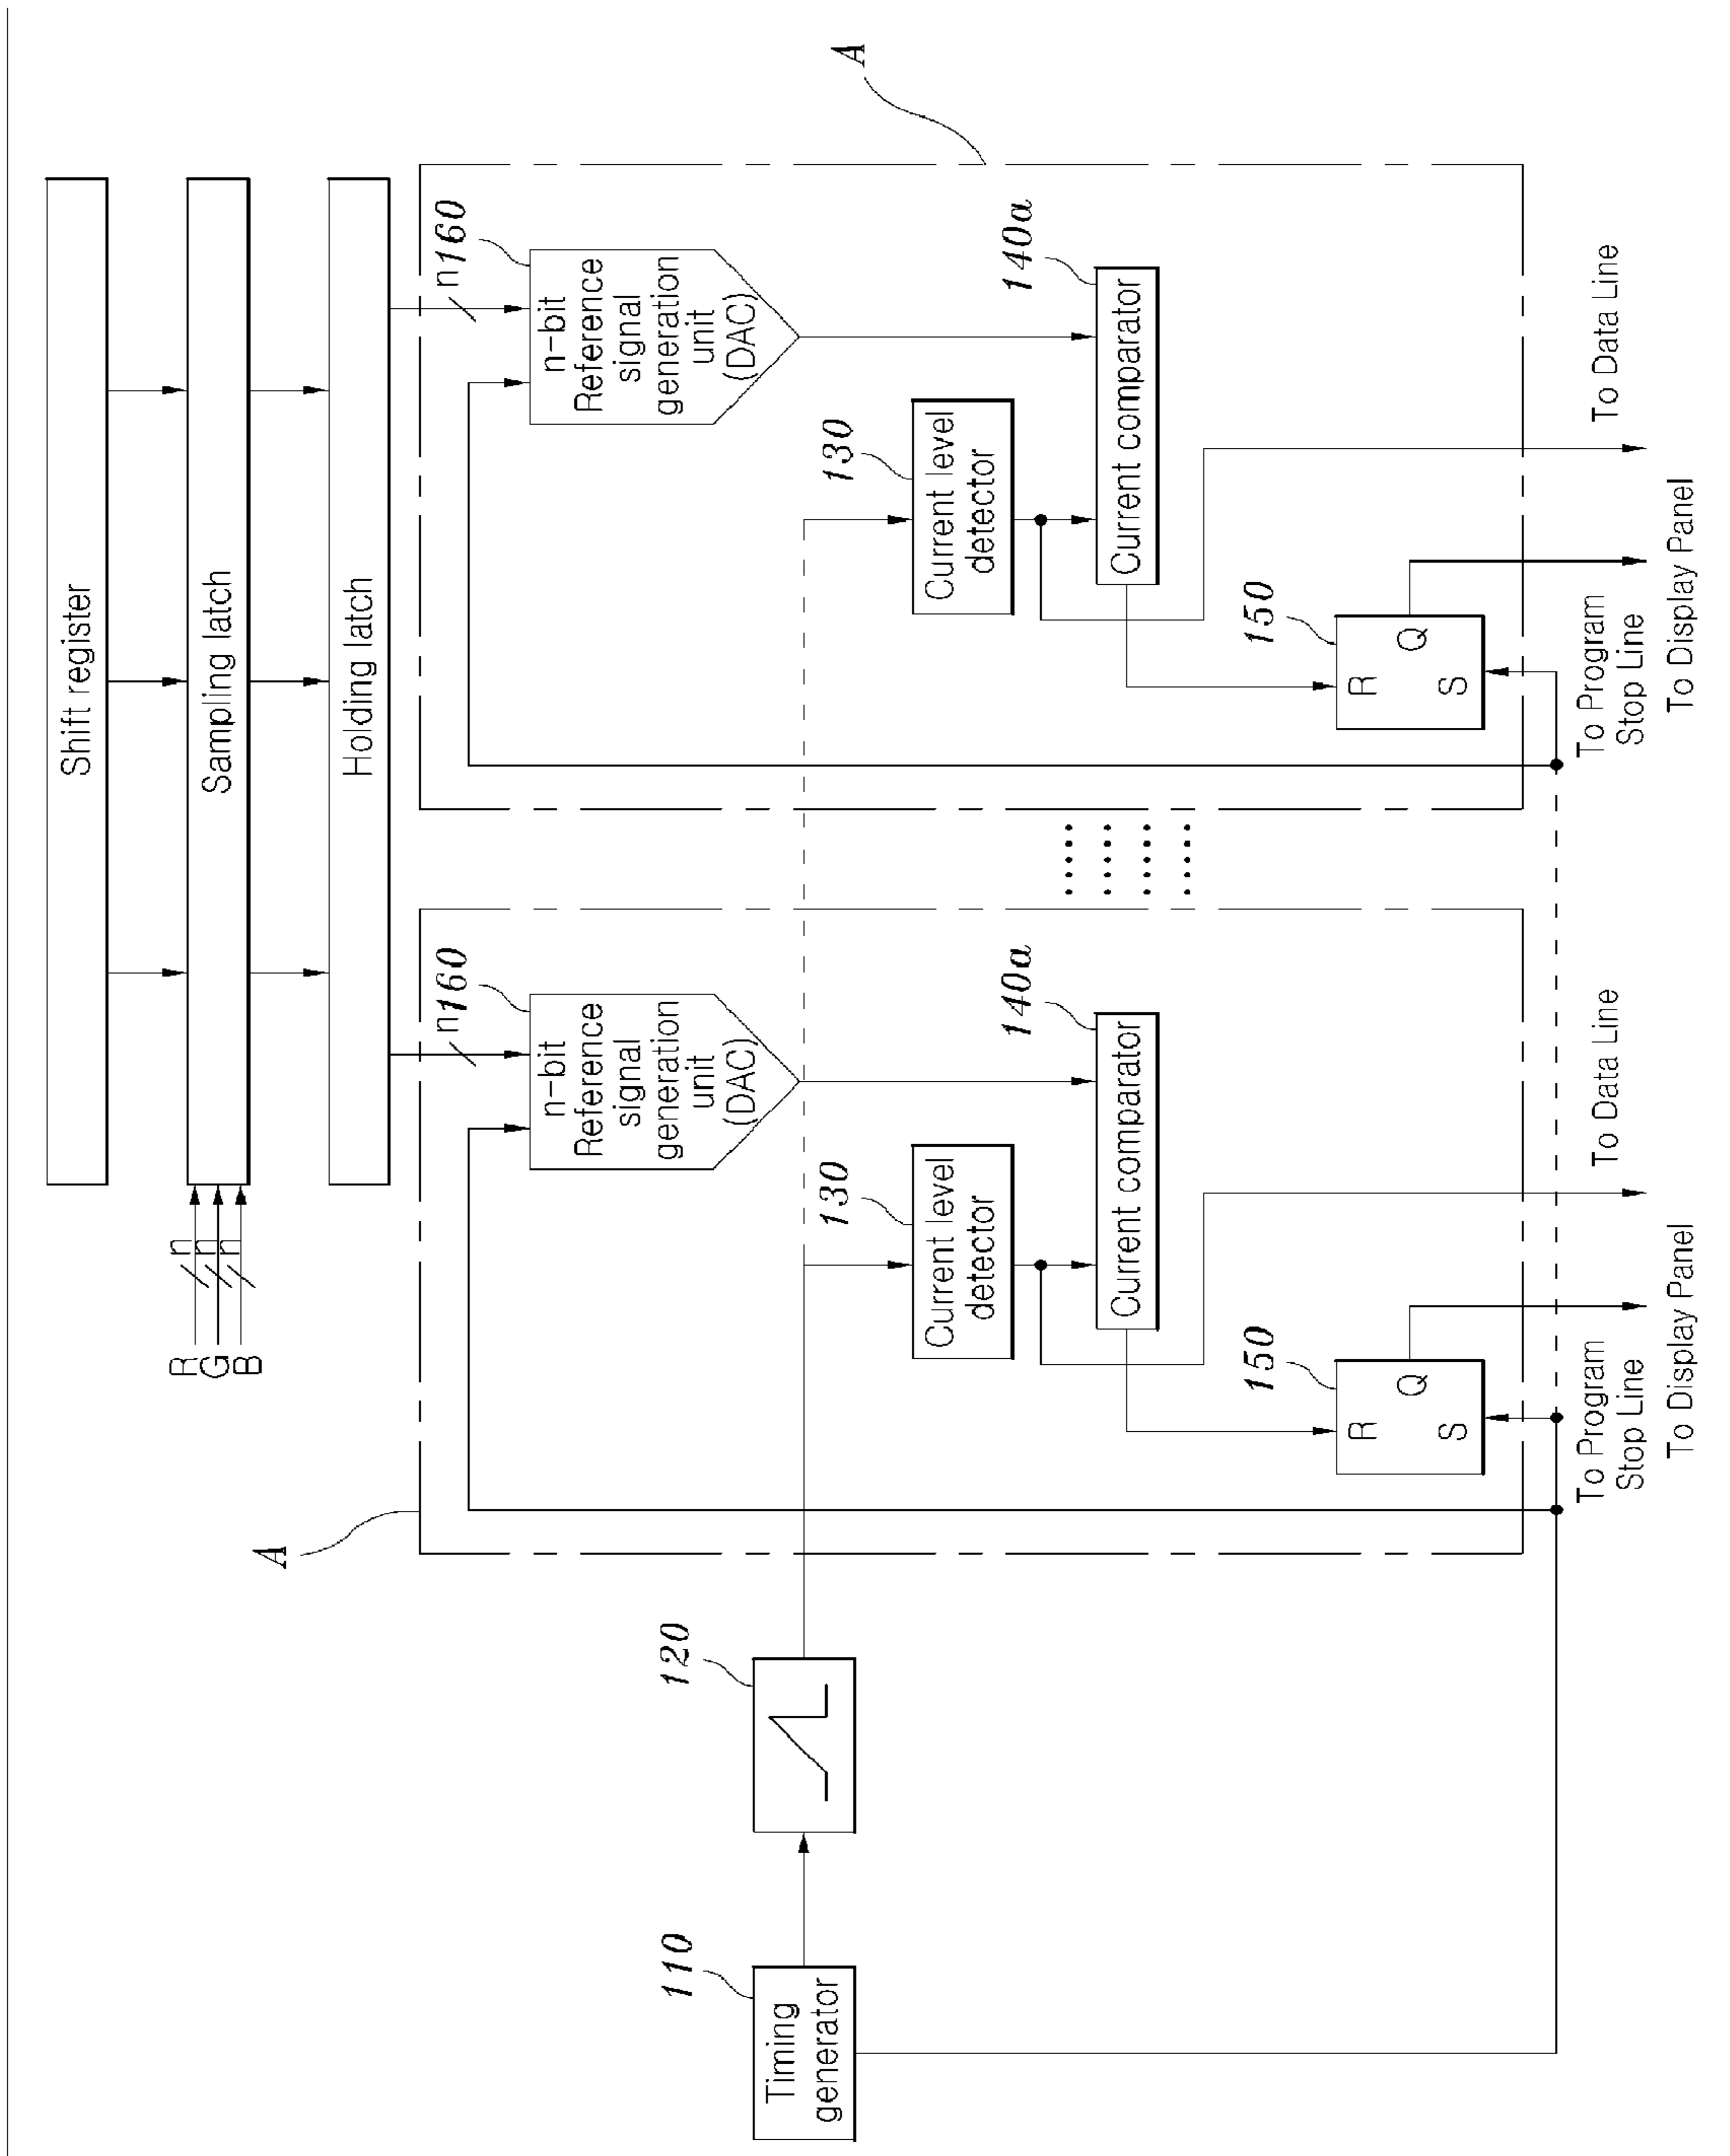 Shift register
Sampling latch
Holding latch
R
G
B
n
n
n
A
A
n
160
n-bit
Reference
signal
generation
unit
(DAC)
n
160
n-bit
Reference
signal
generation
unit
(DAC)
110
Timing
generator
120
130
Current level
detector
140a
Current comparator
130
Current level
detector
140a
Current comparator
150
R
Q
S
150
R
Q
S
To Program
Stop Line
To Data Line
To Display Panel
To Program
Stop Line
To Data Line
To Display Panel